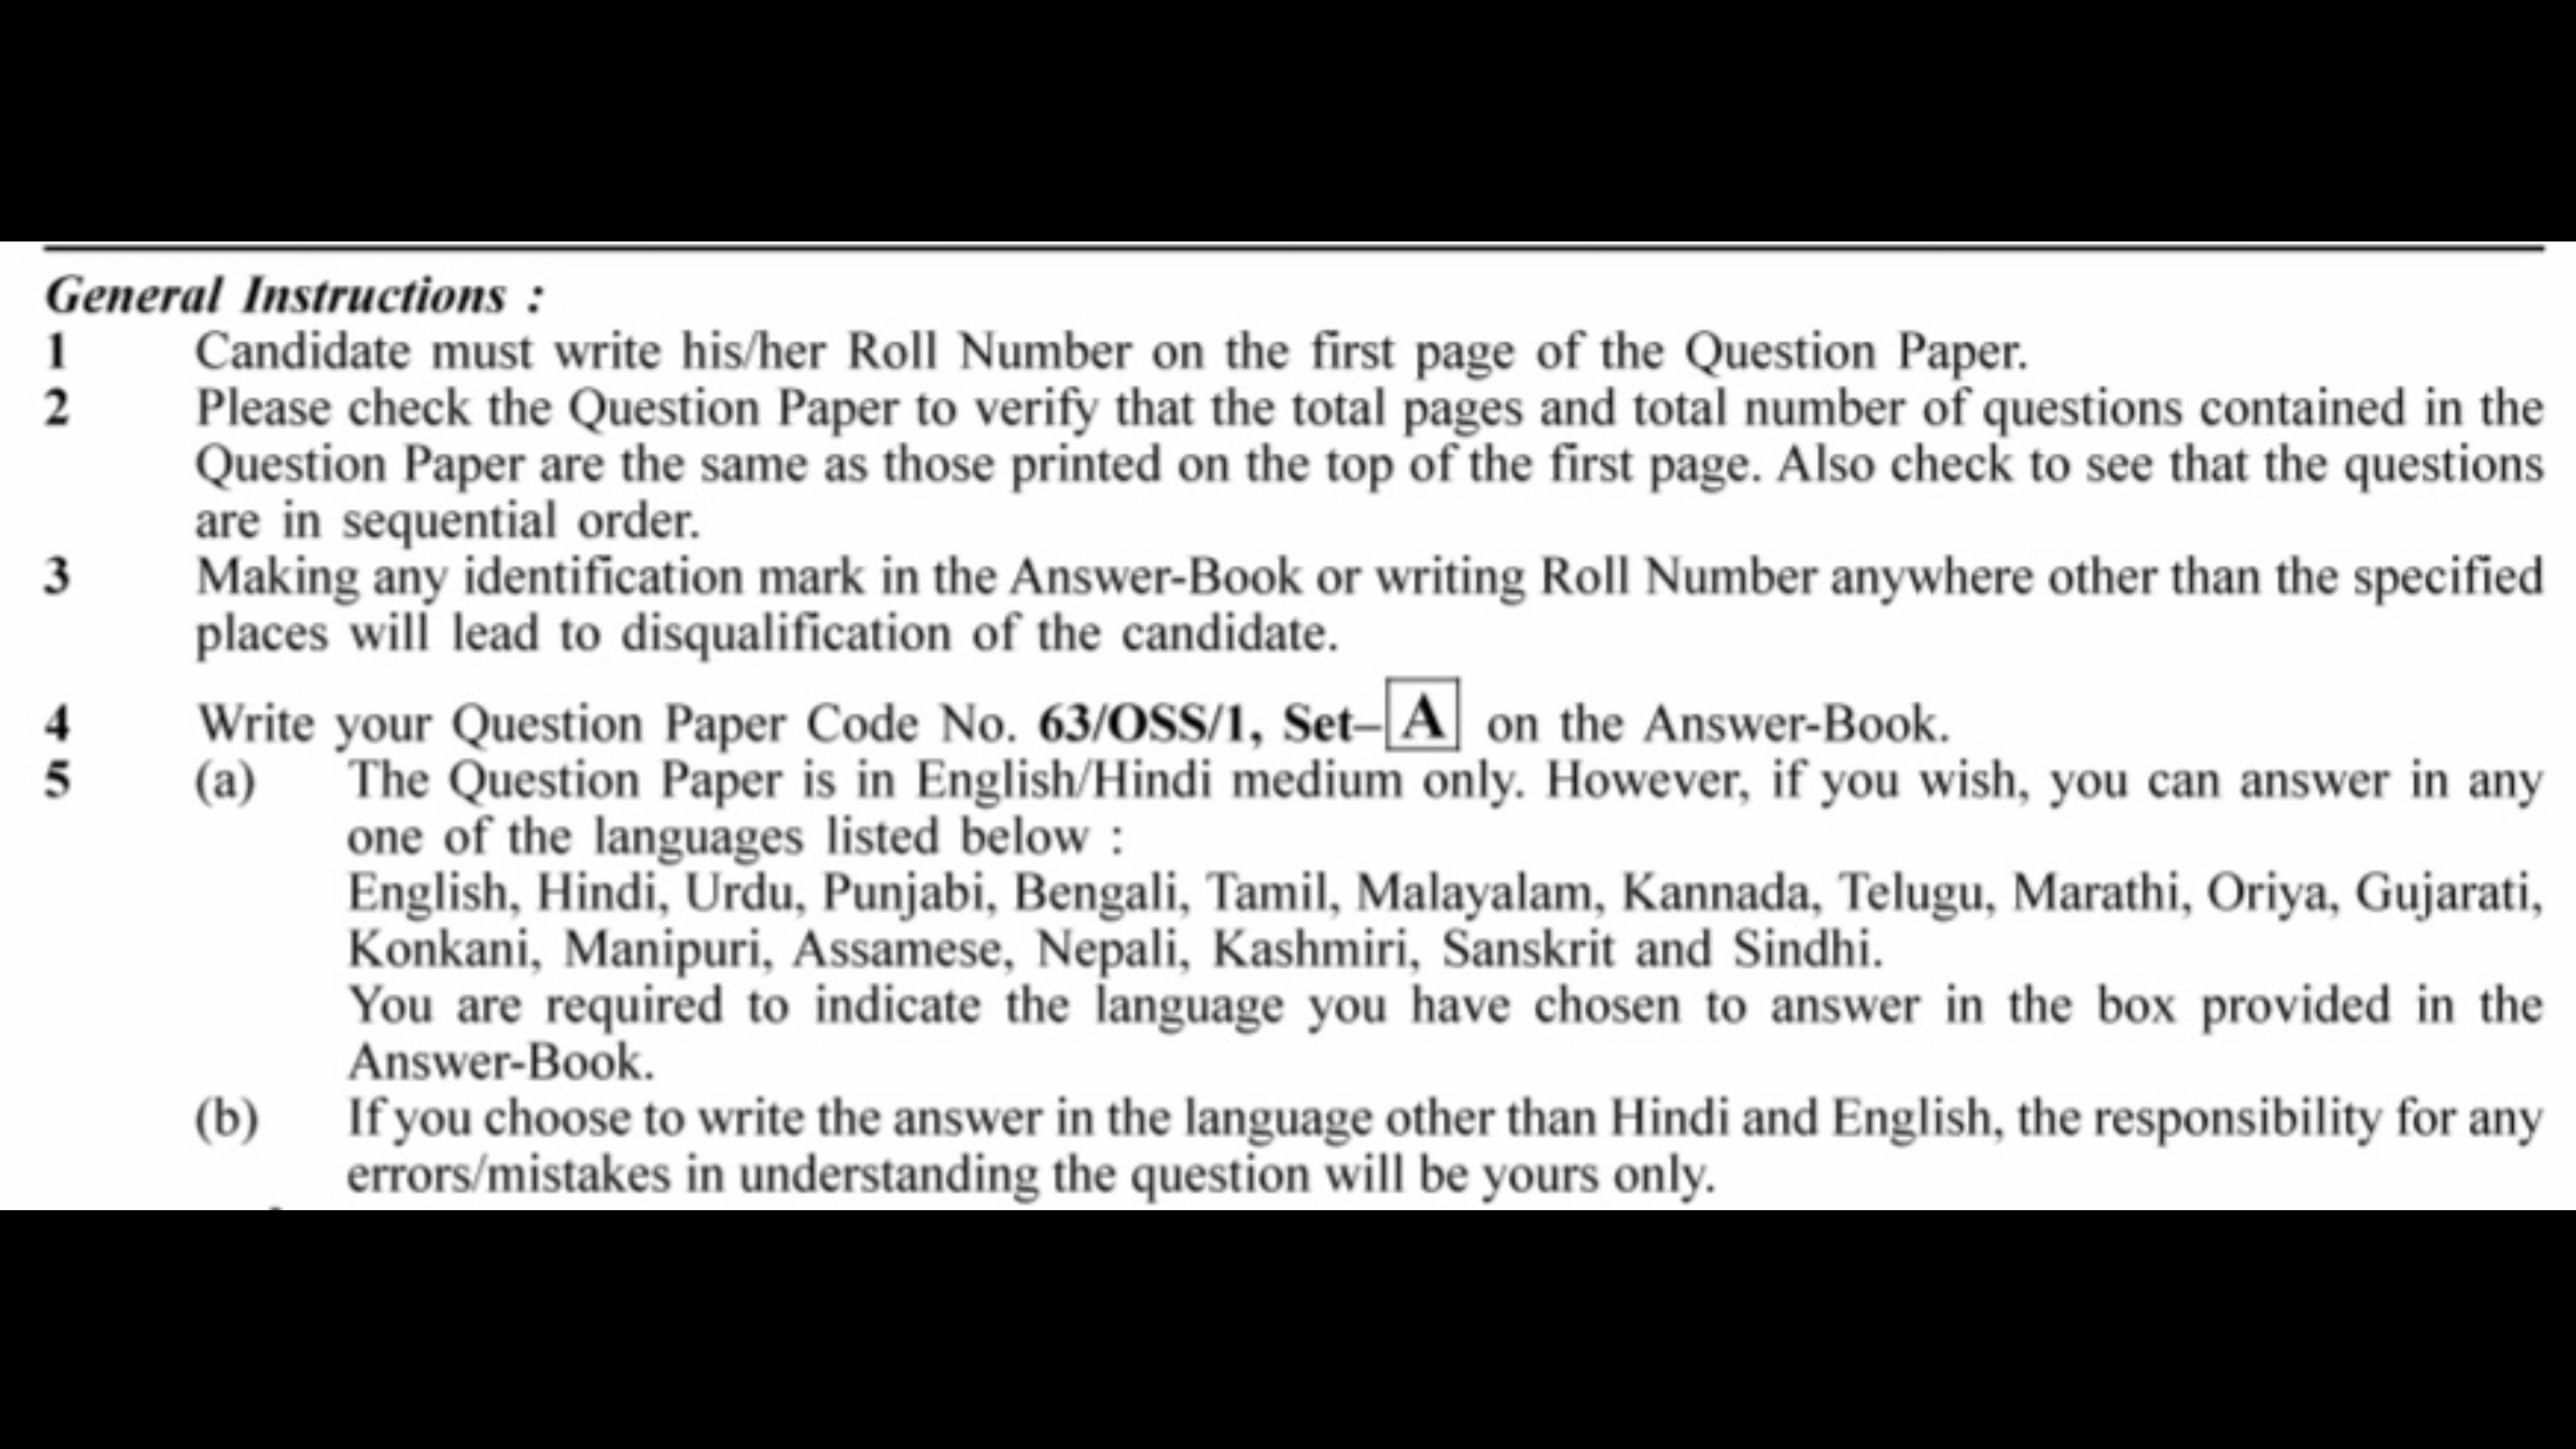 General Instructions :
1 Candidate must write his/her Roll Number on the first page of the Question Paper.
2 Please check the Question Paper to verify that the total pages and total number of questions contained in the
Question Paper are the same as those printed on the top of the first page. Also check to see that the questions
are in sequential order.
3 Making any identification mark in the Answer-Book or writing Roll Number anywhere other than the specified
places will lead to disqualification of the candidate.
4 Write your Question Paper Code No. 63/OSS/1, Set–A on the Answer-Book.
5 (a) The Question Paper is in English/Hindi medium only. However, if you wish, you can answer in any
one of the languages listed below :
English, Hindi, Urdu, Punjabi, Bengali, Tamil, Malayalam, Kannada, Telugu, Marathi, Oriya, Gujarati,
Konkani, Manipuri, Assamese, Nepali, Kashmiri, Sanskrit and Sindhi.
You are required to indicate the language you have chosen to answer in the box provided in the
Answer-Book.
(b) If you choose to write the answer in the language other than Hindi and English, the responsibility for any
errors/mistakes in understanding the question will be yours only.